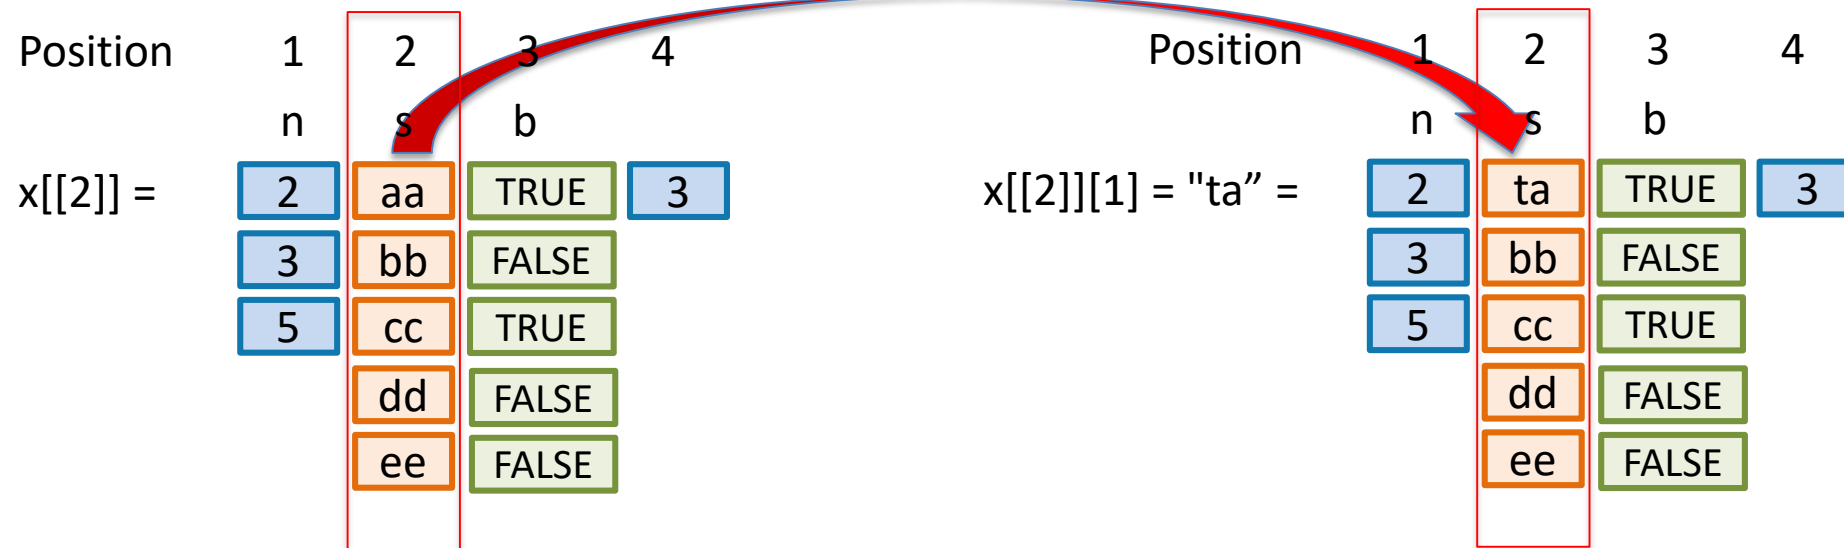 Position 1 2 3 4 Position 1 2 3 4
n s b n s b
x[[2]] = 2 aa TRUE 3 x[[2]][1] = "ta” = 2 ta TRUE 3
3 bb FALSE 3 bb FALSE
5 cc TRUE 5 cc TRUE
dd FALSE dd FALSE
ee FALSE ee FALSE